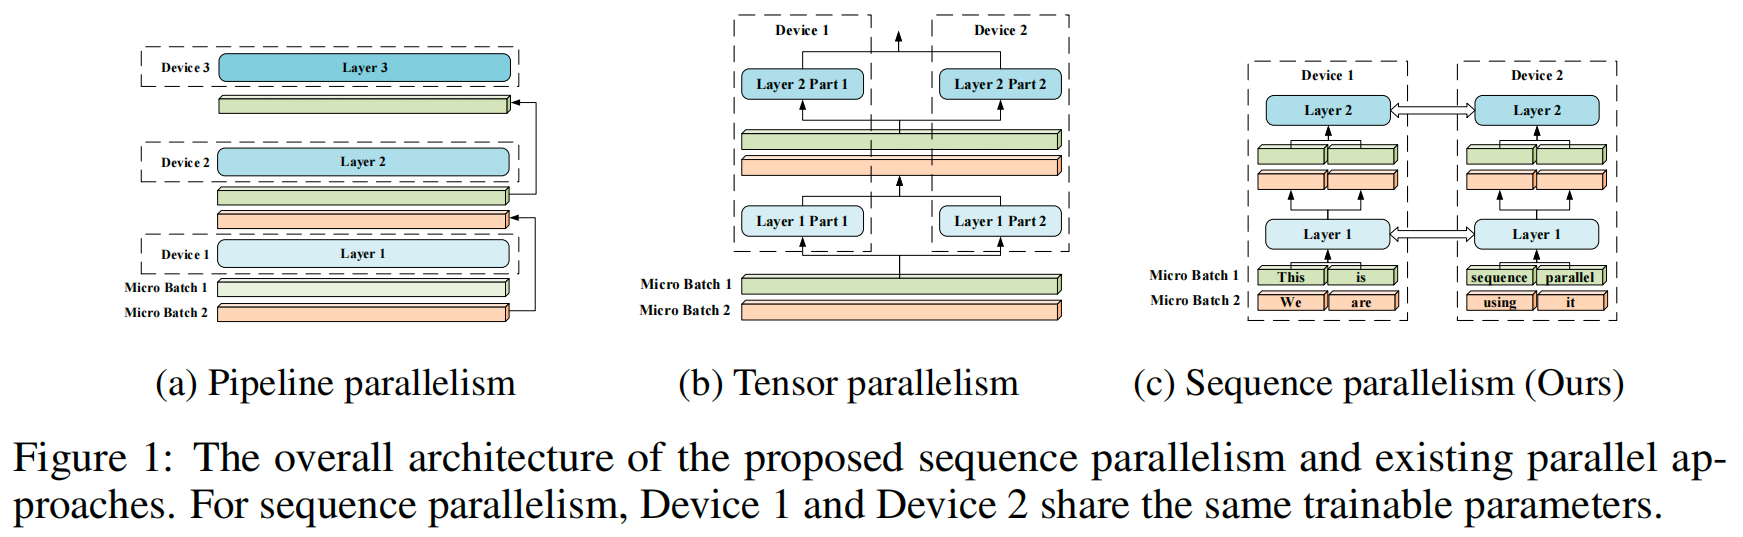 Device 3
Layer 3
Device 2
Layer 2
Device 1
Layer 1
Micro Batch 1
Micro Batch 2
(a) Pipeline parallelism
Device 1
Device 2
Layer 2 Part 1
Layer 2 Part 2
Layer 1 Part 1
Layer 1 Part 2
Micro Batch 1
Micro Batch 2
(b) Tensor parallelism
Device 1
Device 2
Layer 2
Layer 2
Layer 1
Layer 1
Micro Batch 1 This is sequence parallel
Micro Batch 2 We are using it
(c) Sequence parallelism (Ours)
Figure 1: The overall architecture of the proposed sequence parallelism and existing parallel ap-
proaches. For sequence parallelism, Device 1 and Device 2 share the same trainable parameters.